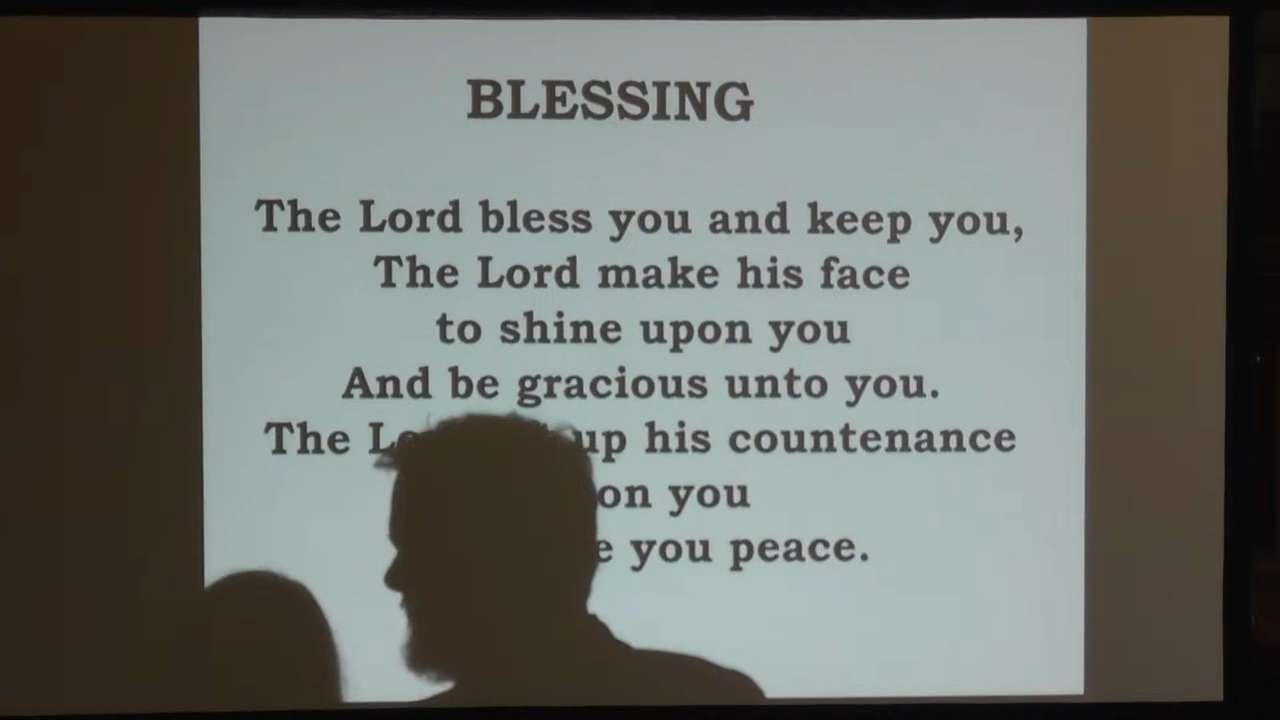 BLESSING
The Lord bless you and keep you,
The Lord make his face
to shine upon you
And be gracious unto you.
The up his countenance
you
you peace.